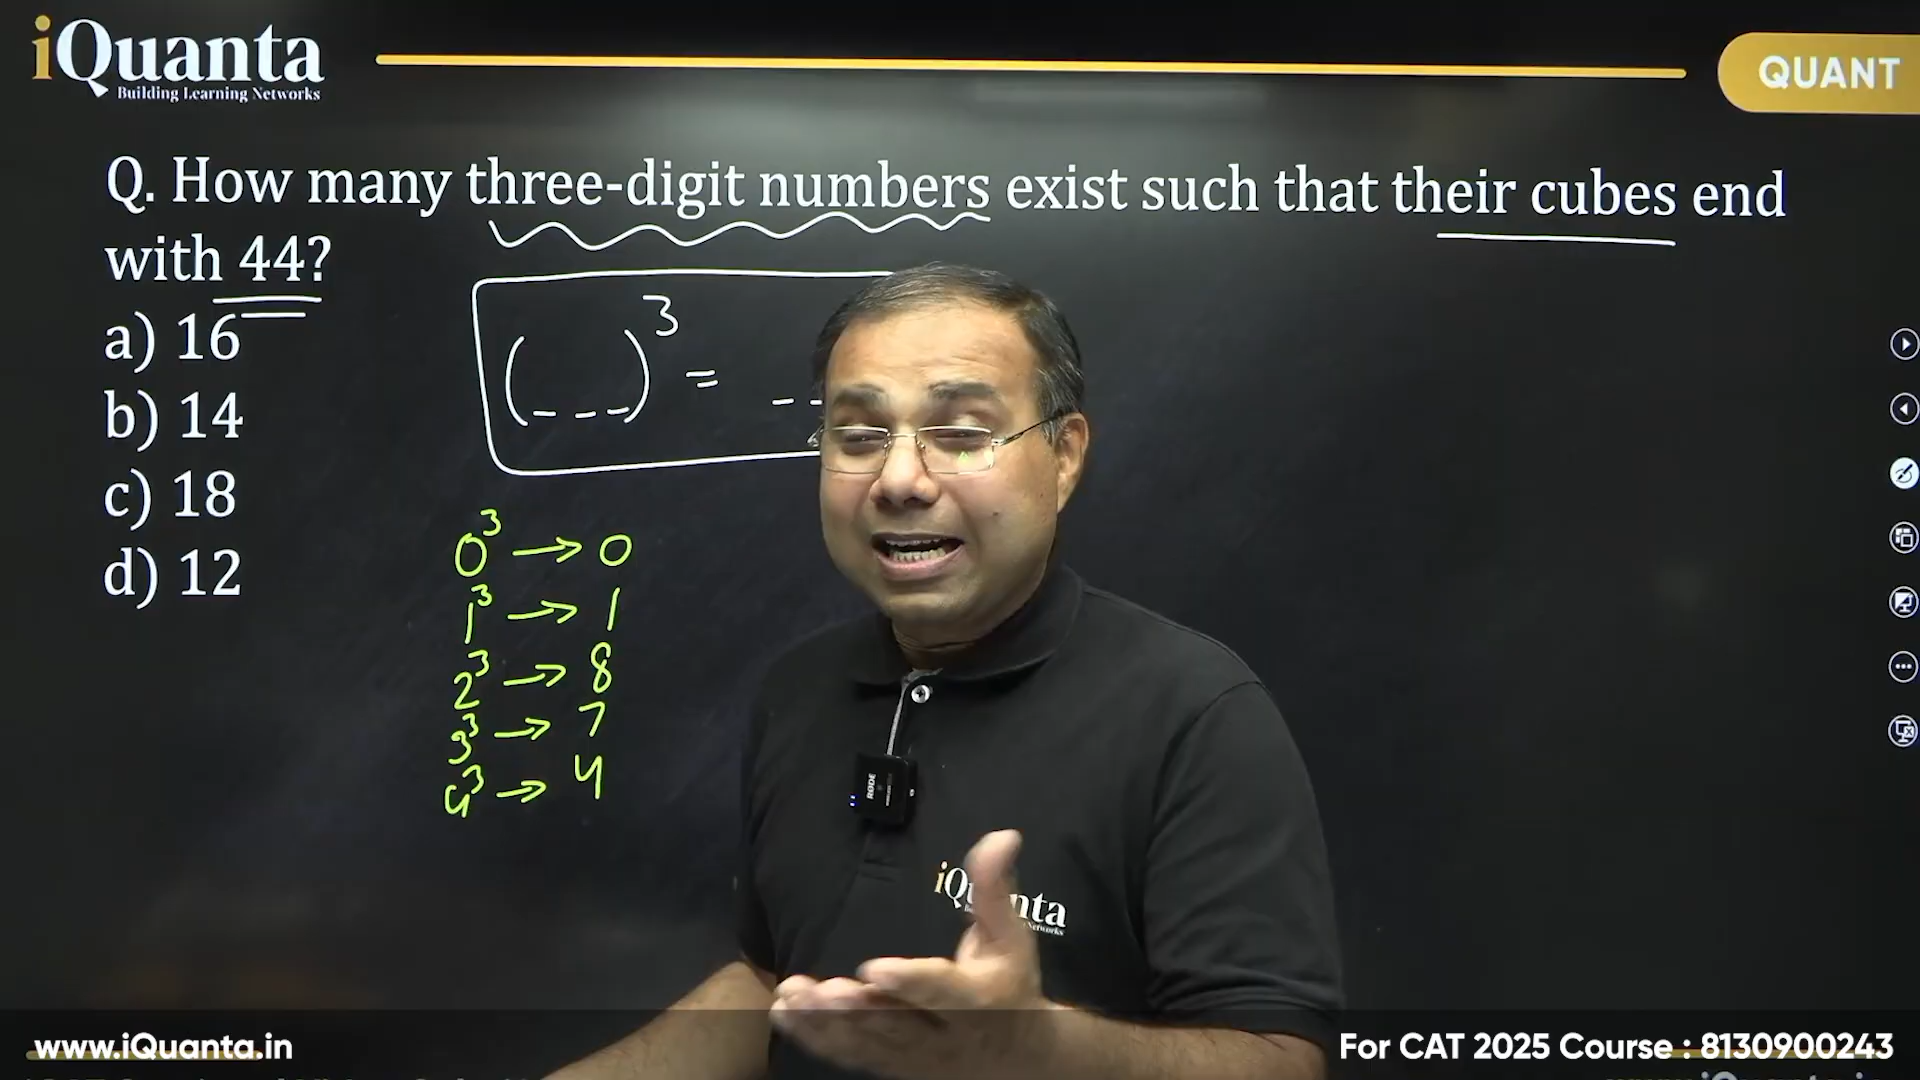 iQuanta
Building Learning Networks
QUANT
Q. How many three-digit numbers exist such that their cubes end
with 44?
a) 16
b) 14
c) 18
d) 12
(_ _ _)³ = _ _
0³ → 0
1³ → 1
2³ → 8
3³ → 7
4³ → 4
RØDE
www.iQuanta.in
For CAT 2025 Course : 8130900243